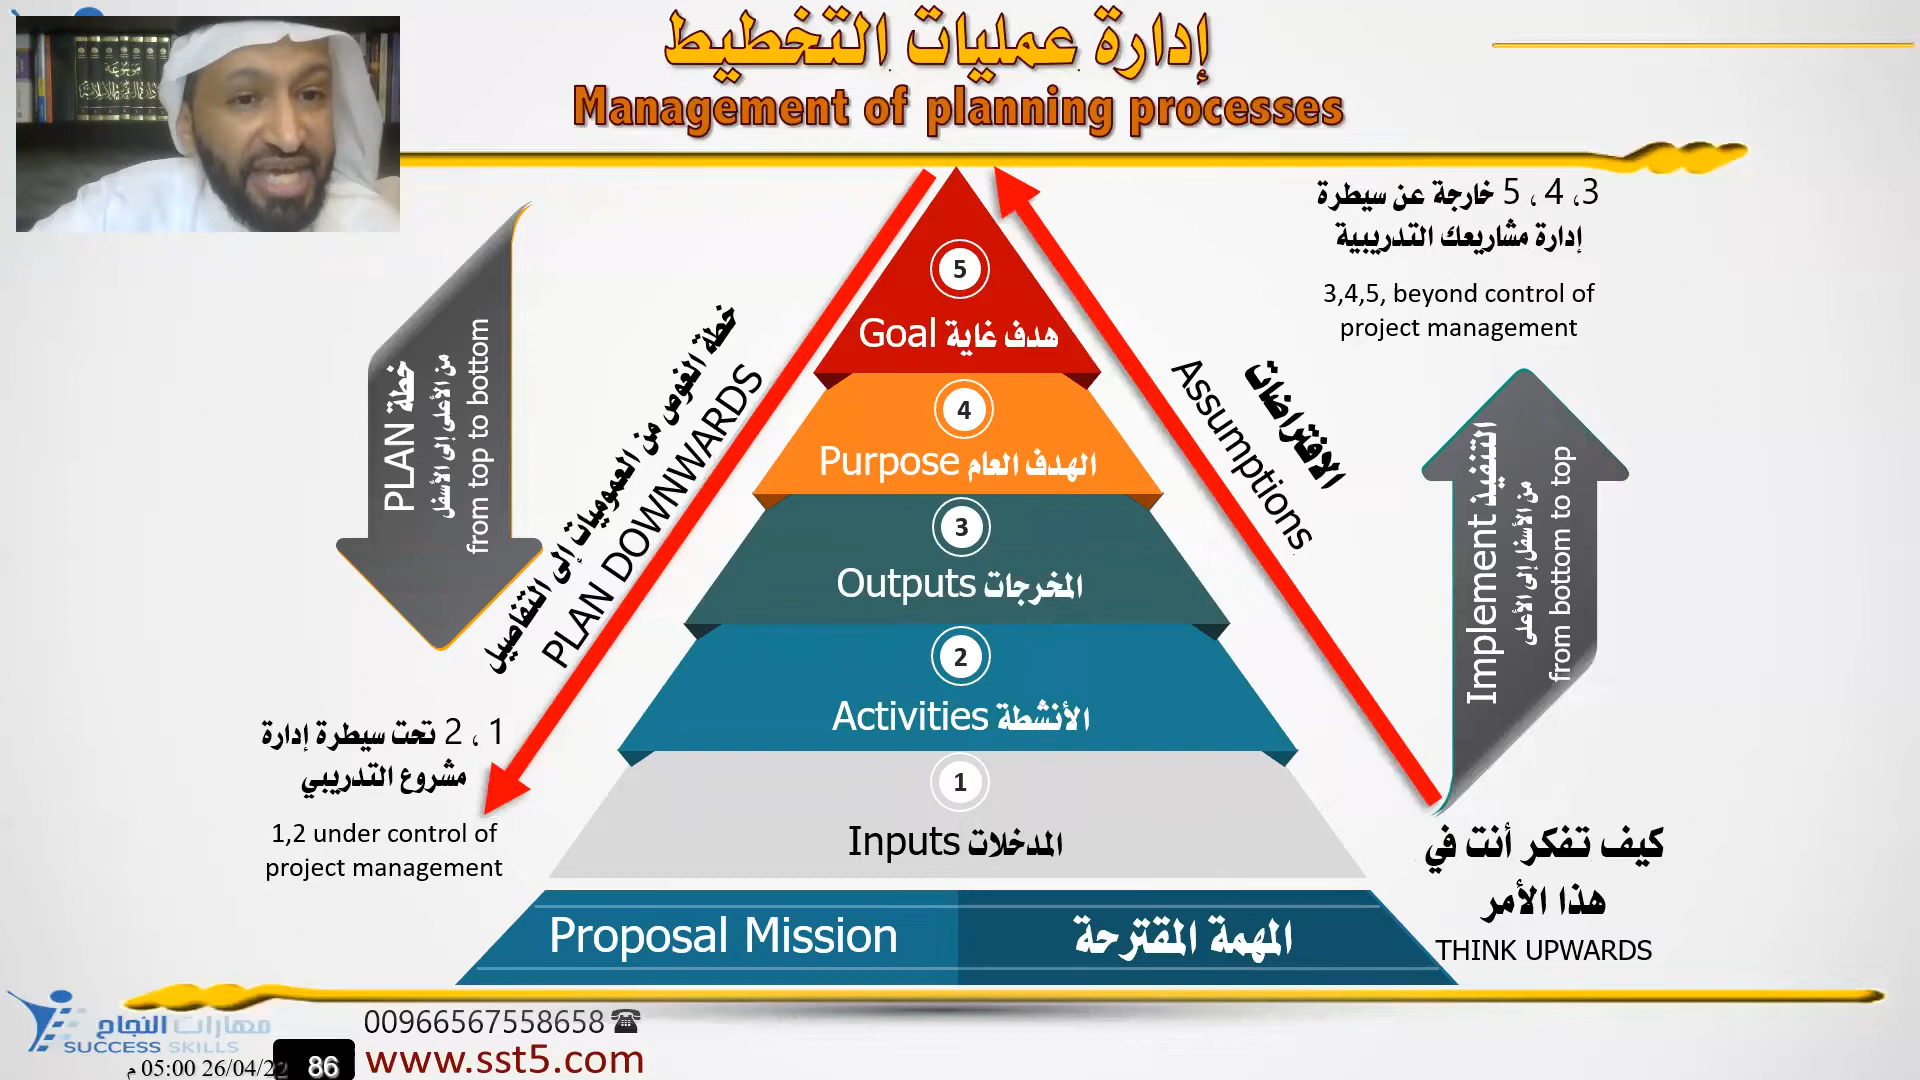 إدارة عمليات التخطيط
Management of planning processes
موسوعة
3، 4 ، 5 خارجة عن سيطرة
إدارة مشاريعك التدريبية
3,4,5, beyond control of
project management
خطة PLAN
من الأعلى إلى الأسفل
from top to bottom
خطة الغوص من العموميات إلى التفاصيل
PLAN DOWNWARDS
5
Goal هدف غاية
4
Purpose الهدف العام
3
Outputs المخرجات
2
Activities الأنشطة
1
Inputs المدخلات
Proposal Mission المهمة المقترحة
الافتراضات
Assumptions
التنفيذ Implement
من الأسفل إلى الأعلى
from bottom to top
1 ، 2 تحت سيطرة إدارة
مشروع التدريبي
1,2 under control of
project management
كيف تفكر أنت في
هذا الأمر
THINK UPWARDS
مهارات النجاح
SUCCESS SKILLS
00966567558658
www.sst5.com
05:00 26/04/22 م
86